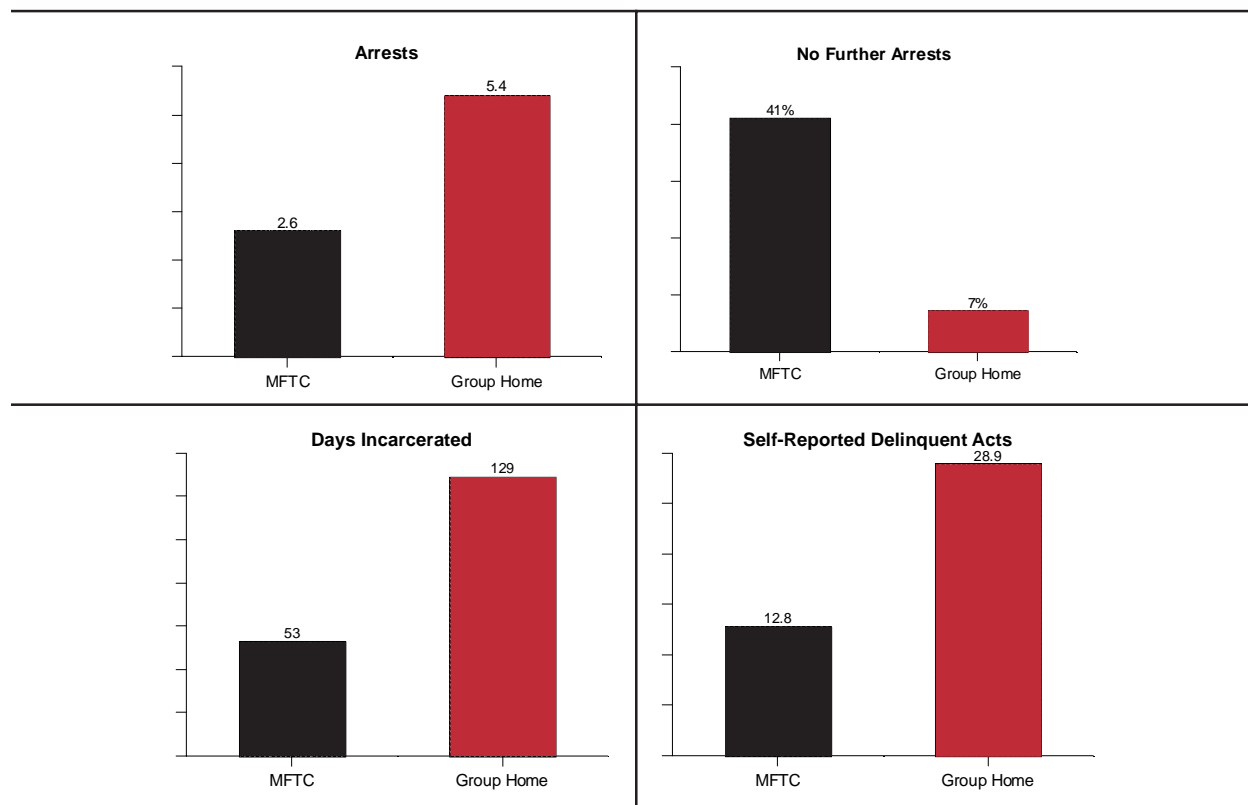 Arrests
5.4
2.6
MFTC
Group Home
No Further Arrests
41%
7%
MFTC
Group Home
Days Incarcerated
129
53
MFTC
Group Home
Self-Reported Delinquent Acts
28.9
12.8
MFTC
Group Home